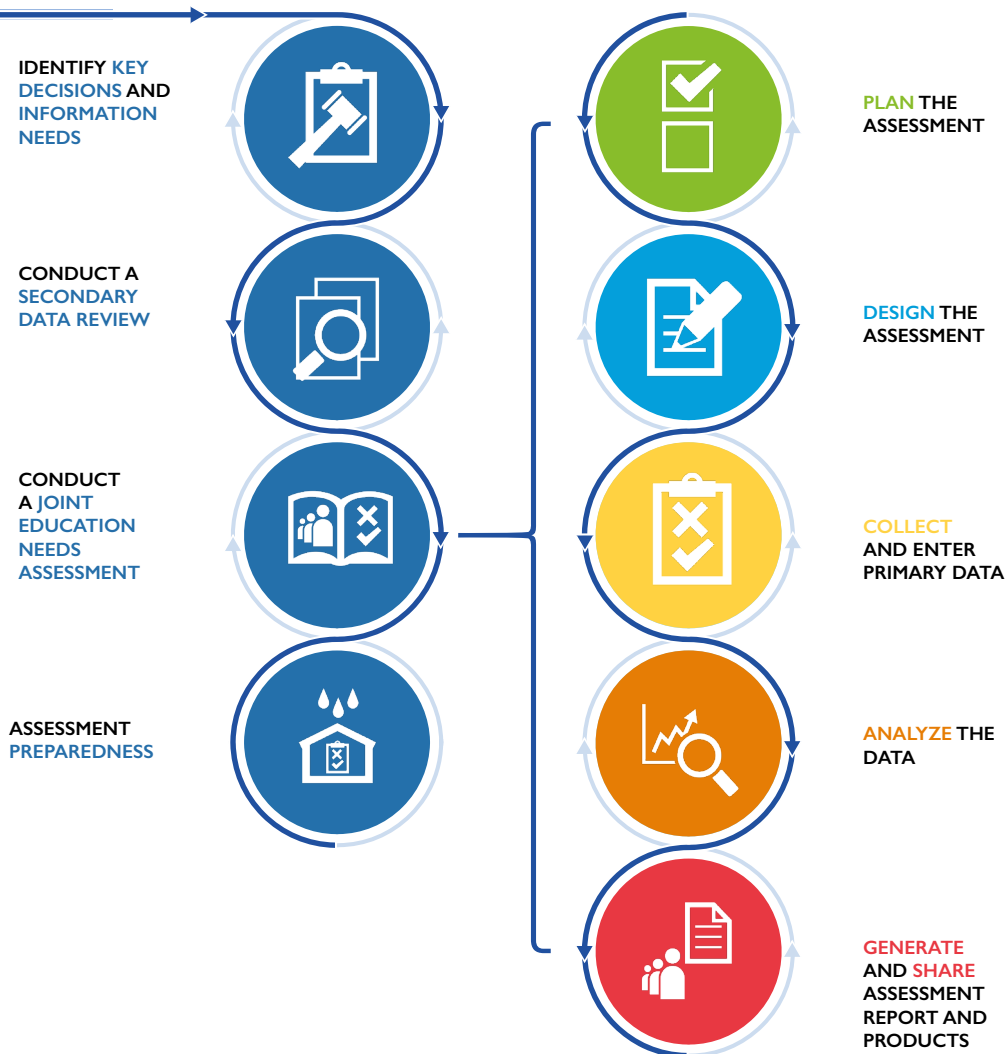 IDENTIFY KEY
DECISIONS AND
INFORMATION
NEEDS
CONDUCT A
SECONDARY
DATA REVIEW
CONDUCT
A JOINT
EDUCATION
NEEDS
ASSESSMENT
ASSESSMENT
PREPAREDNESS
PLAN THE
ASSESSMENT
DESIGN THE
ASSESSMENT
COLLECT
AND ENTER
PRIMARY DATA
ANALYZE THE
DATA
GENERATE
AND SHARE
ASSESSMENT
REPORT AND
PRODUCTS